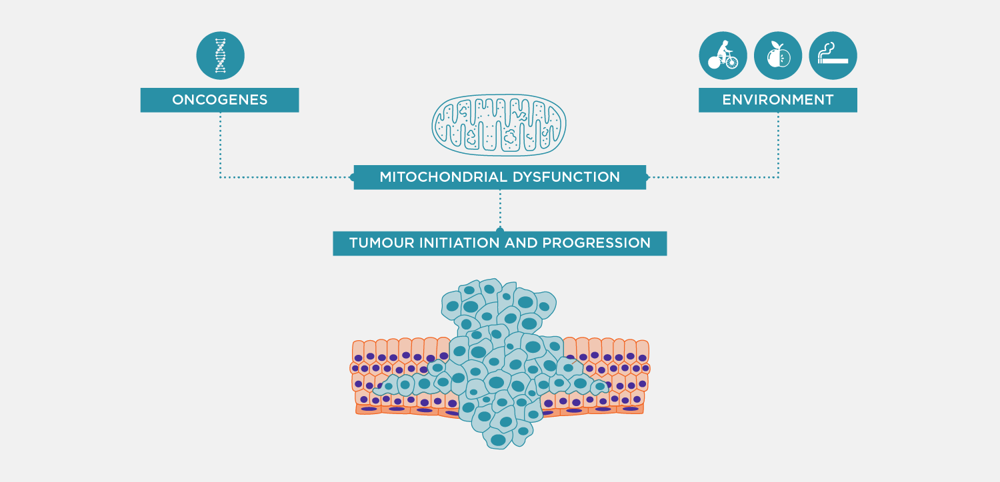 ONCOGENES
ENVIRONMENT
MITOCHONDRIAL DYSFUNCTION
TUMOUR INITIATION AND PROGRESSION